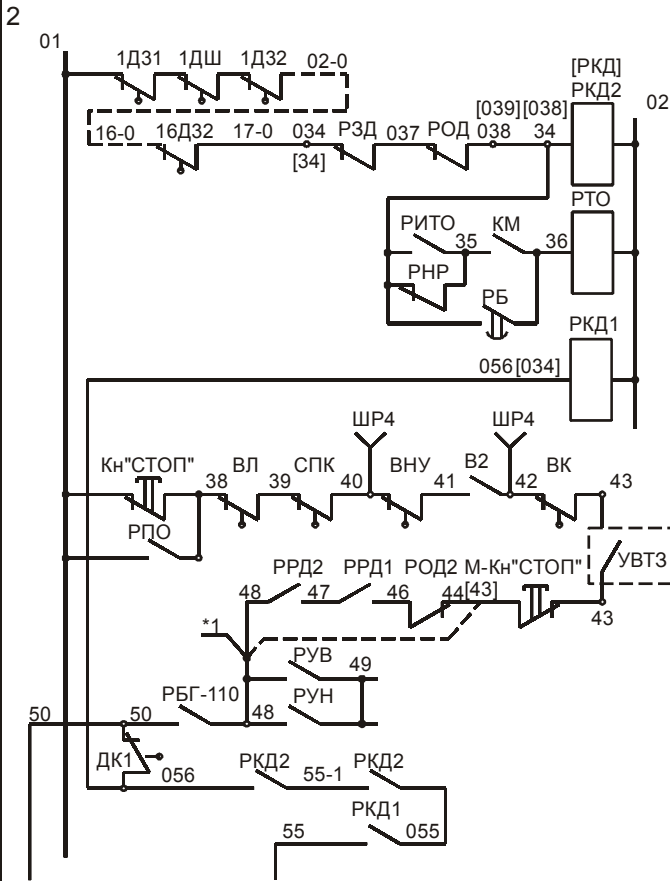 2
01
1ДЗ1 1ДШ 1ДЗ2 02-0
[РКД]
РКД2
02
[039][038]
16-0 16ДЗ2 17-0 034 РЗД 037 РОД 038 34
[34]
РТО
РИТО 35 КМ 36
РНР
РБ
РКД1
056[034]
ШР4 ШР4
Кн"СТОП" 38 ВЛ 39 СПК 40 ВНУ 41 В2 42 ВК 43
РПО
УВТЗ
48 РРД2 47 РРД1 46 РОД2 44[43] М-Кн"СТОП" 43
*1
РУВ 49
50 50 РБГ-110 48 РУН
ДК1 056 РКД2 55-1 РКД2
РКД1
55 055